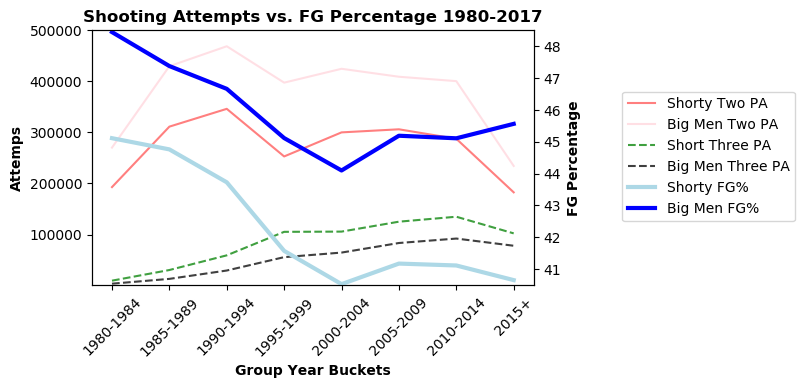 Shooting Attempts vs. FG Percentage 1980-2017
500000
400000
300000
200000
100000
Attemps
48
47
46
45
44
43
42
41
FG Percentage
1980-1984
1985-1989
1990-1994
1995-1999
2000-2004
2005-2009
2010-2014
2015+
Group Year Buckets
Shorty Two PA
Big Men Two PA
Short Three PA
Big Men Three PA
Shorty FG%
Big Men FG%